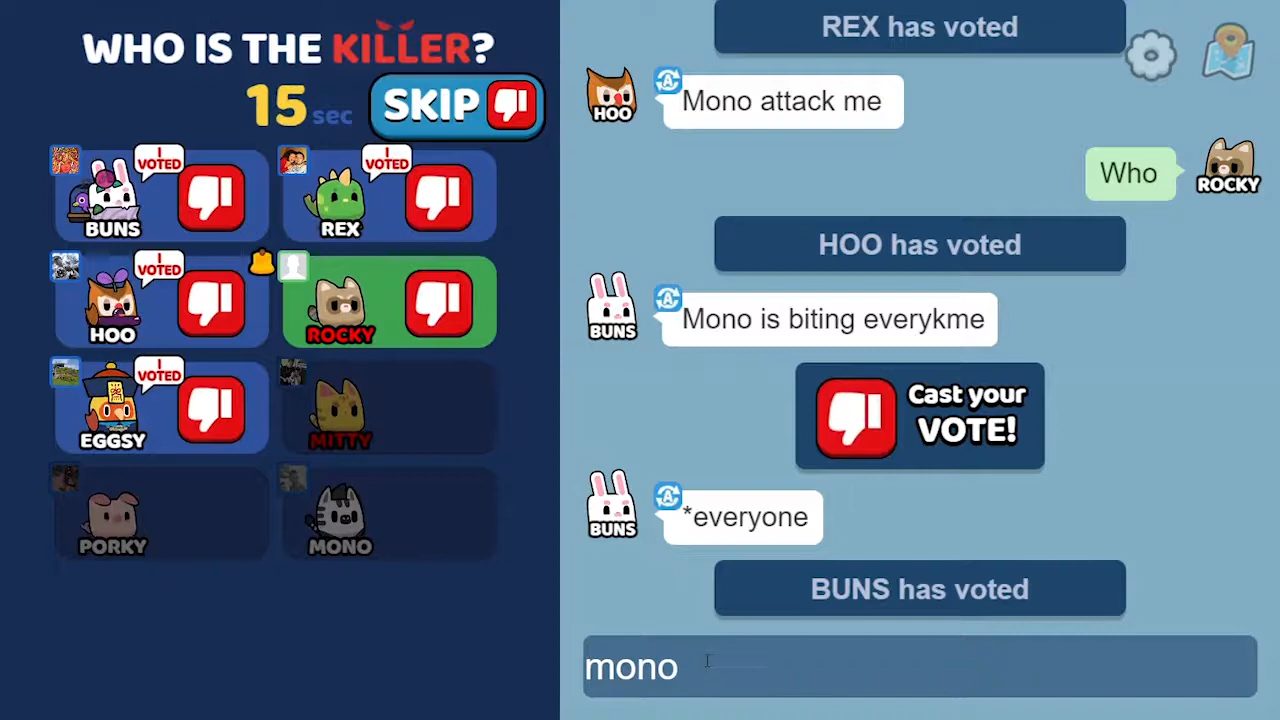 WHO IS THE KILLER?
15 sec
SKIP
I VOTED
BUNS
I VOTED
REX
I VOTED
HOO
ROCKY
I VOTED
EGGSY
MITTY
PORKY
MONO
REX has voted
HOO
A
Mono attack me
Who
ROCKY
HOO has voted
BUNS
A
Mono is biting everykme
Cast your
VOTE!
BUNS
A
*everyone
BUNS has voted
mono